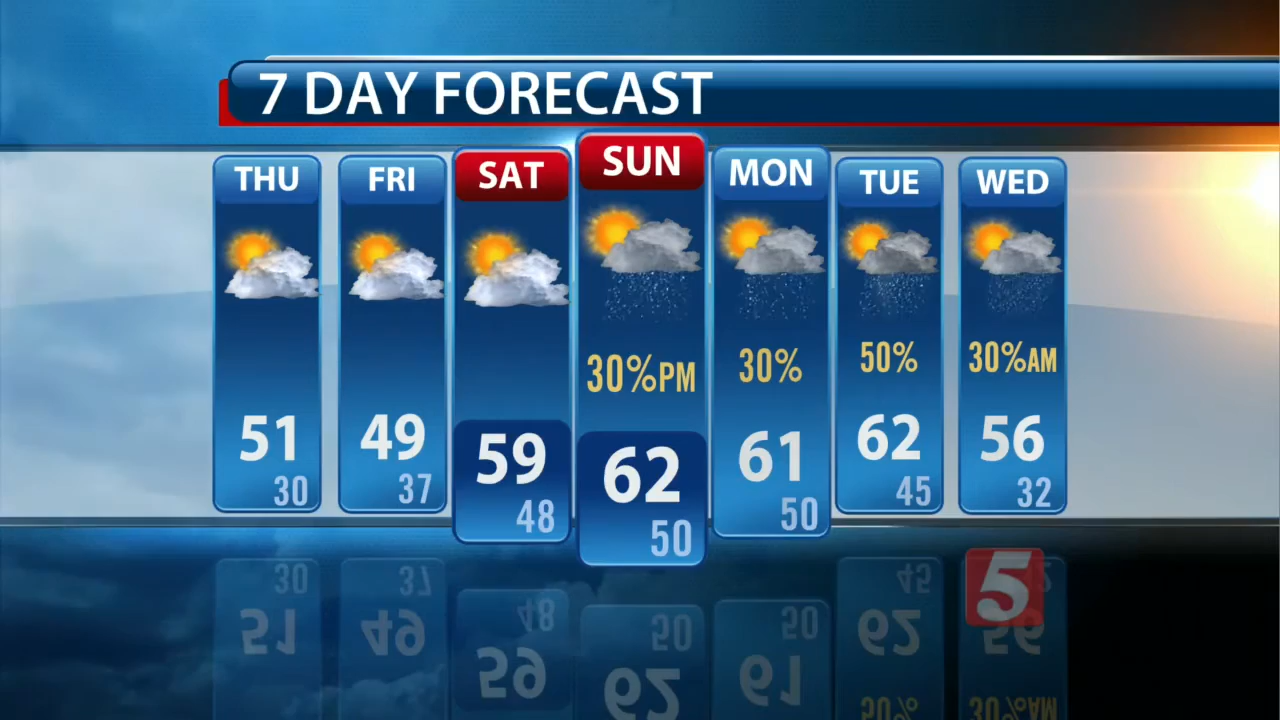 7 DAY FORECAST
THU FRI SAT SUN MON TUE WED
30%PM 30% 50% 30%AM
51 49 59 62 61 62 56
30 37 48 50 50 45 32
5